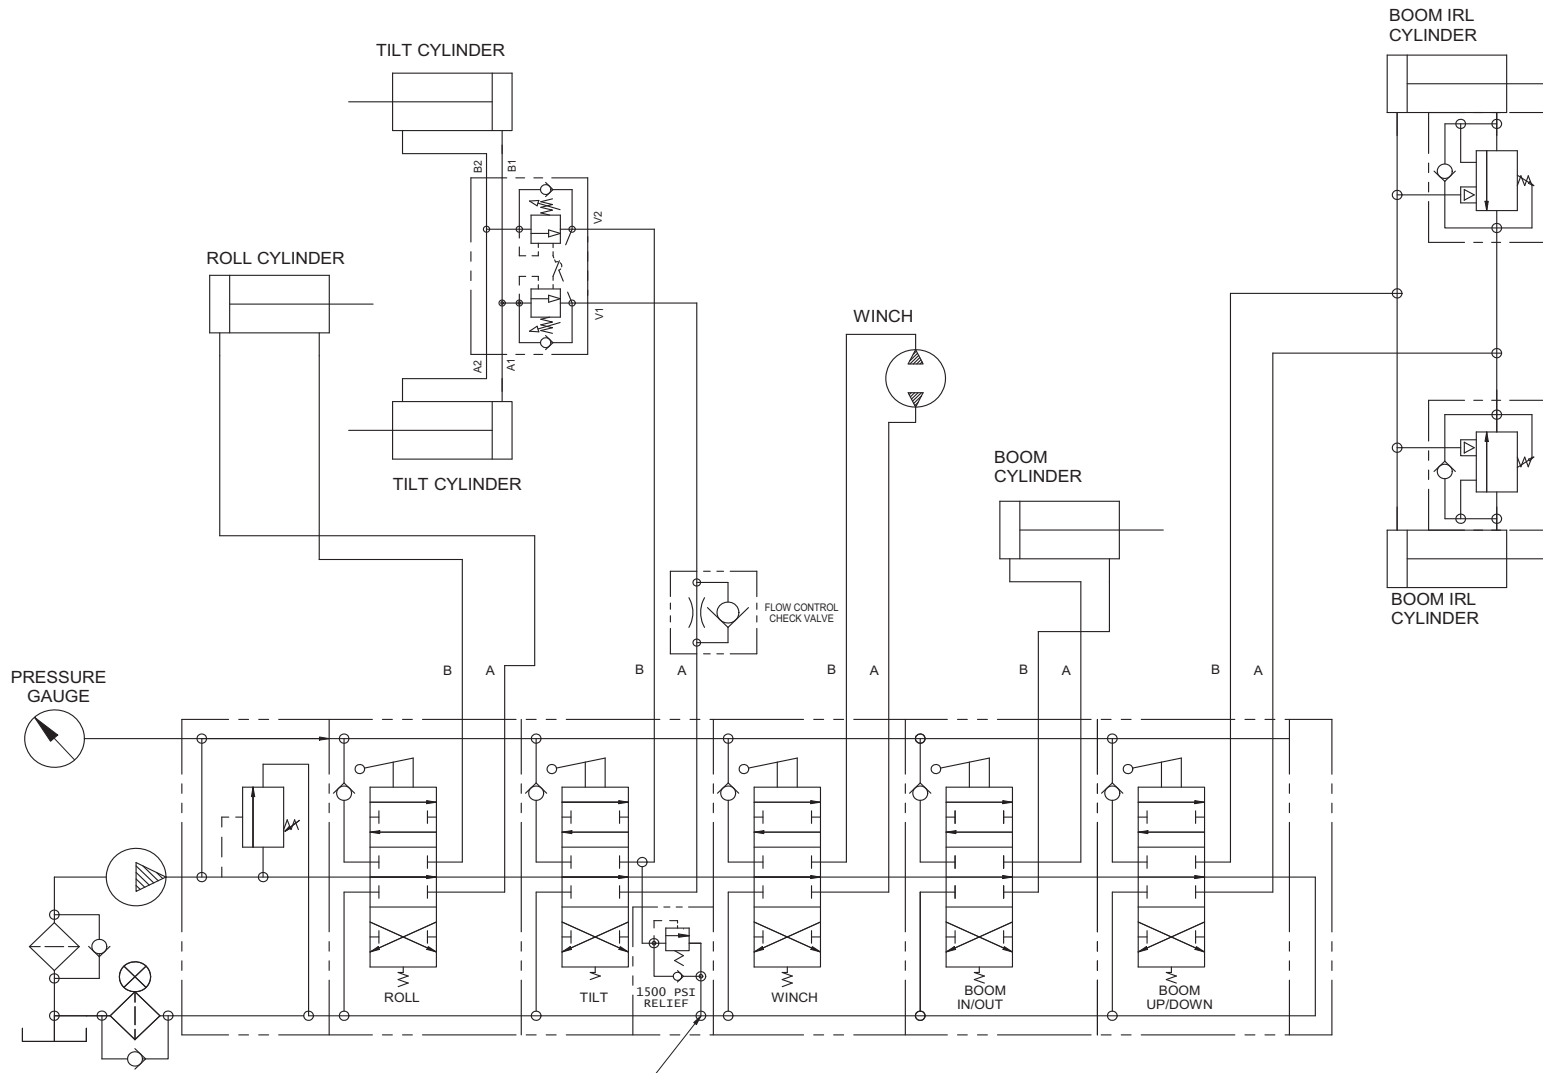 BOOM IRL
CYLINDER
TILT CYLINDER
B2
B1
V2
ROLL CYLINDER
V1
WINCH
A2
A1
BOOM
CYLINDER
TILT CYLINDER
FLOW CONTROL
CHECK VALVE
BOOM IRL
CYLINDER
B
A
B
A
B
A
B
A
B
A
PRESSURE
GAUGE
ROLL
TILT
1500 PSI
RELIEF
WINCH
BOOM
IN/OUT
BOOM
UP/DOWN